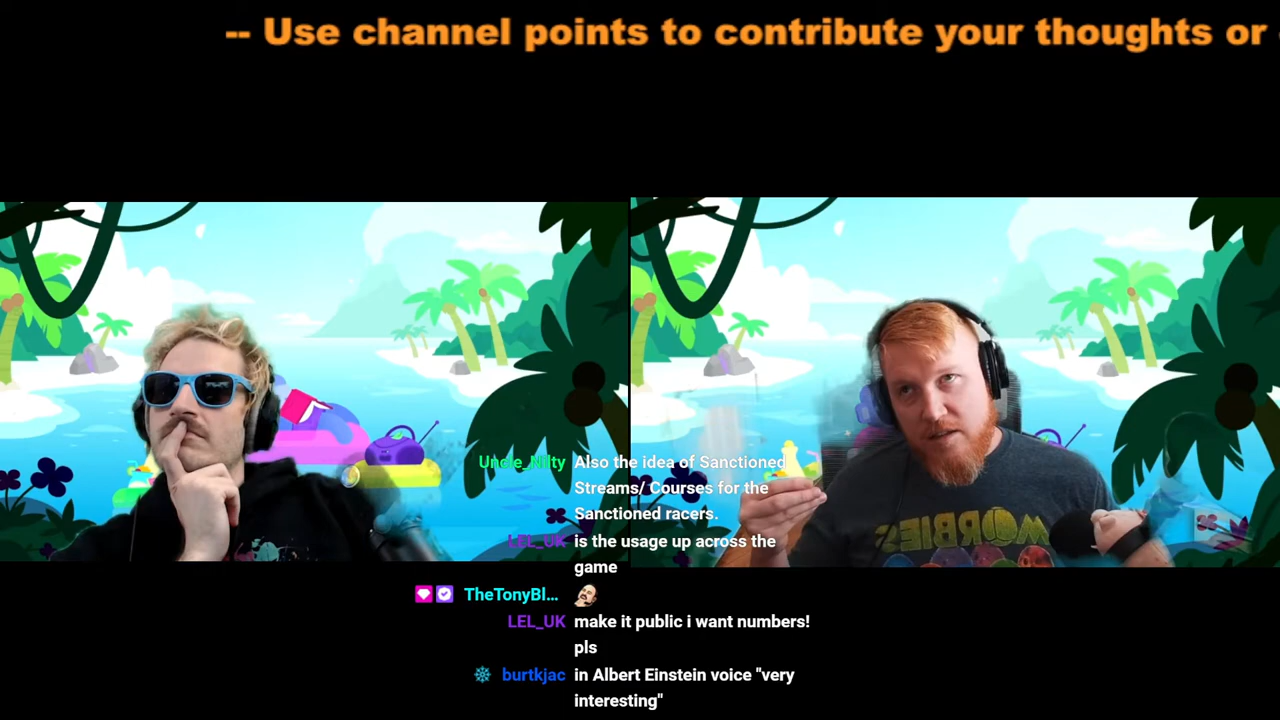 -- Use channel points to contribute your thoughts or
Uncle_Nilty Also the idea of Sanctioned
Streams/ Courses for the
Sanctioned racers.
LEL_UK is the usage up across the
game
TheTonyBl...
LEL_UK make it public i want numbers!
pls
burtkjac in Albert Einstein voice "very
interesting"
WORBIES